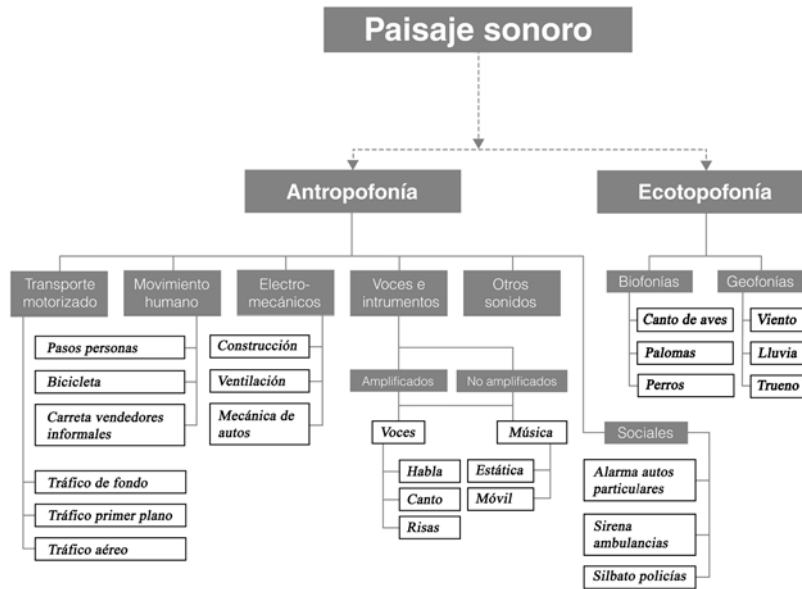 Paisaje sonoro
Antropofonía
Ecotopofonía
Transporte
motorizado
Movimiento
humano
Electro-
mecánicos
Voces e
intrumentos
Otros
sonidos
Biofonías
Geofonías
Pasos personas
Bicicleta
Carreta vendedores
informales
Tráfico de fondo
Tráfico primer plano
Tráfico aéreo
Construcción
Ventilación
Mecánica de
autos
Amplificados
No amplificados
Voces
Música
Habla
Canto
Risas
Estática
Móvil
Sociales
Alarma autos
particulares
Sirena
ambulancias
Silbato policías
Canto de aves
Palomas
Perros
Viento
Lluvia
Trueno